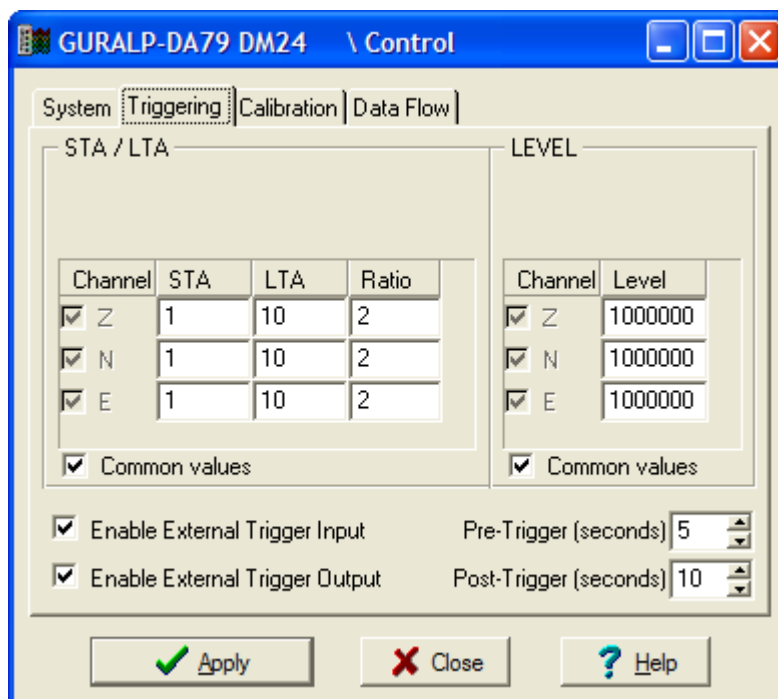 GURALP-DA79 DM24 \ Control
System Triggering Calibration Data Flow
STA / LTA
Channel STA LTA Ratio
Z 1 10 2
N 1 10 2
E 1 10 2
Common values
LEVEL
Channel Level
Z 1000000
N 1000000
E 1000000
Common values
Enable External Trigger Input Pre-Trigger (seconds) 5
Enable External Trigger Output Post-Trigger (seconds) 10
Apply Close Help